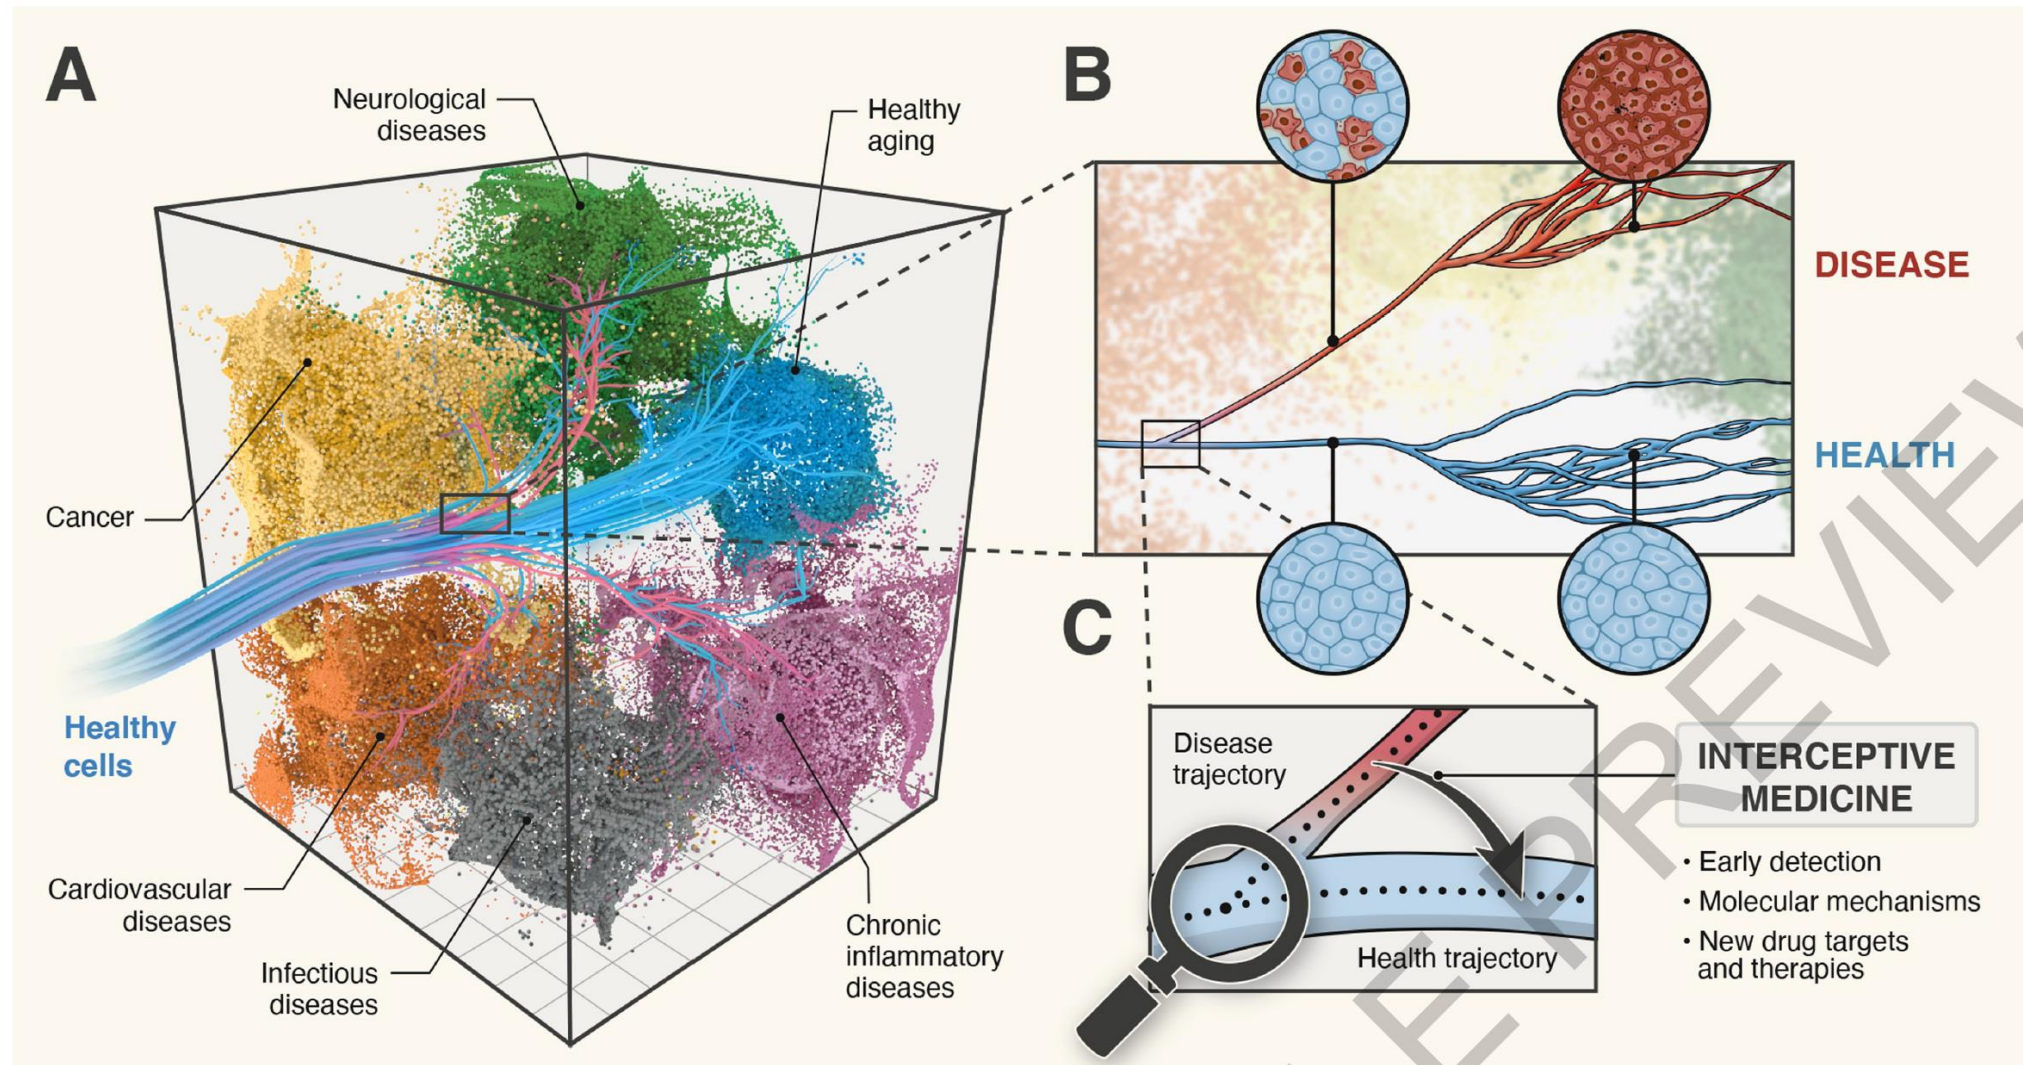 A
Neurological
diseases
Healthy
aging
Cancer
Healthy
cells
Cardiovascular
diseases
Infectious
diseases
Chronic
inflammatory
diseases
B
DISEASE
HEALTH
C
Disease
trajectory
Health trajectory
INTERCEPTIVE
MEDICINE
• Early detection
• Molecular mechanisms
• New drug targets
and therapies
E PREVIEW